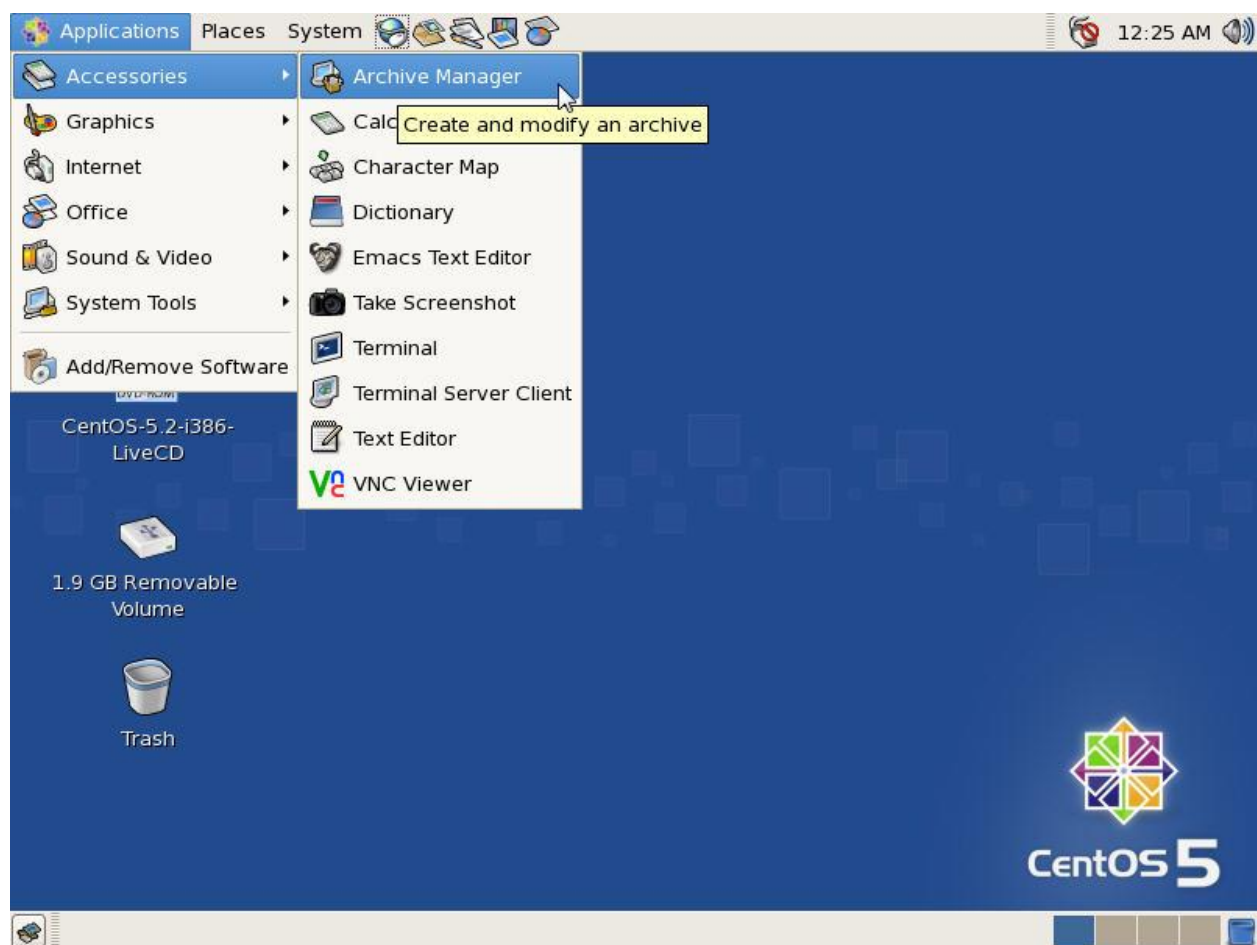 Applications Places System 12:25 AM
Accessories
Graphics
Internet
Office
Sound & Video
System Tools
Add/Remove Software
Archive Manager
Calc
Create and modify an archive
Character Map
Dictionary
Emacs Text Editor
Take Screenshot
Terminal
Terminal Server Client
Text Editor
VNC Viewer
DVD-ROM
CentOS-5.2-i386-
LiveCD
1.9 GB Removable
Volume
Trash
CentOS 5